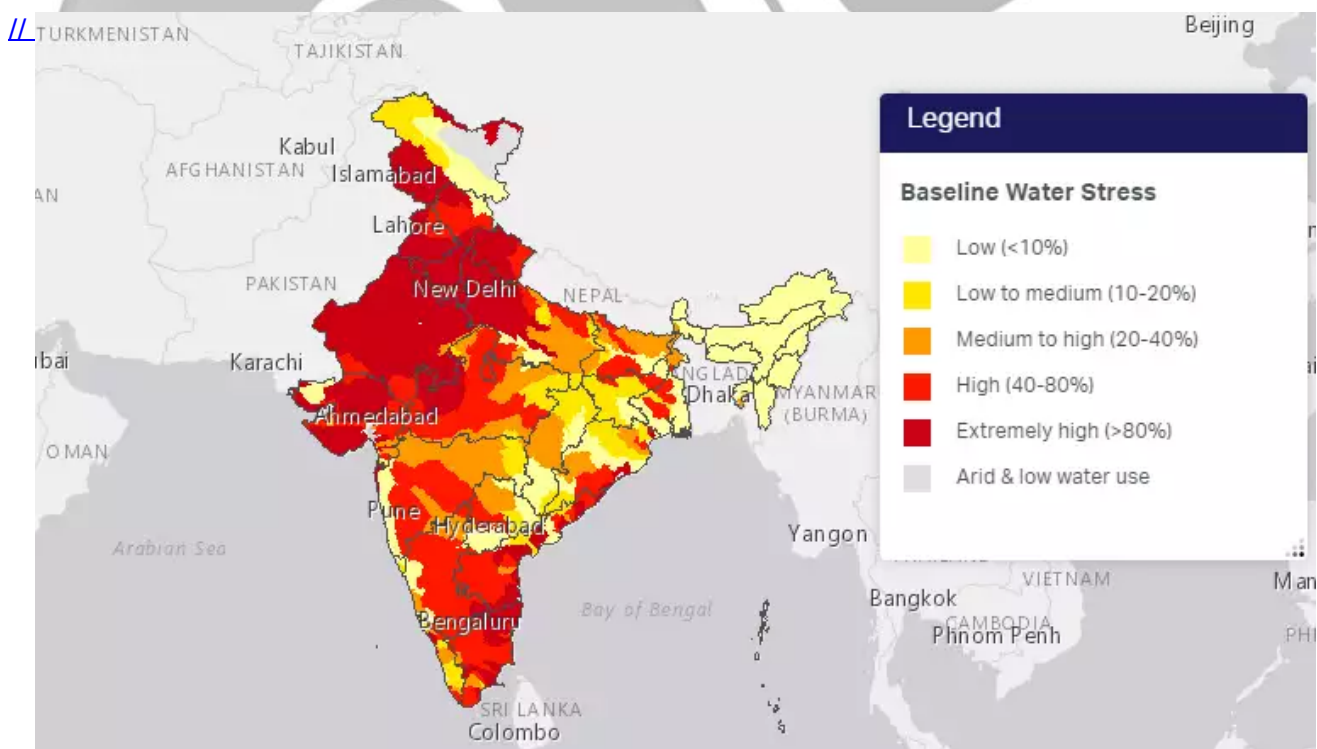 //
TURKMENISTAN
TAJIKISTAN
Beijing
Kabul
AFGHANISTAN
Islamabad
AN
Lahore
PAKISTAN
New Delhi
NEPAL
Karachi
Ahmedabad
Dhaka
MYANMAR
(BURMA)
OMAN
Pune
Hyderabad
Arabian Sea
Yangon
Bengaluru
Bay of Bengal
VIETNAM
Bangkok
CAMBODIA
Phnom Penh
SRI LANKA
Colombo
Legend
Baseline Water Stress
Low (<10%)
Low to medium (10-20%)
Medium to high (20-40%)
High (40-80%)
Extremely high (>80%)
Arid & low water use